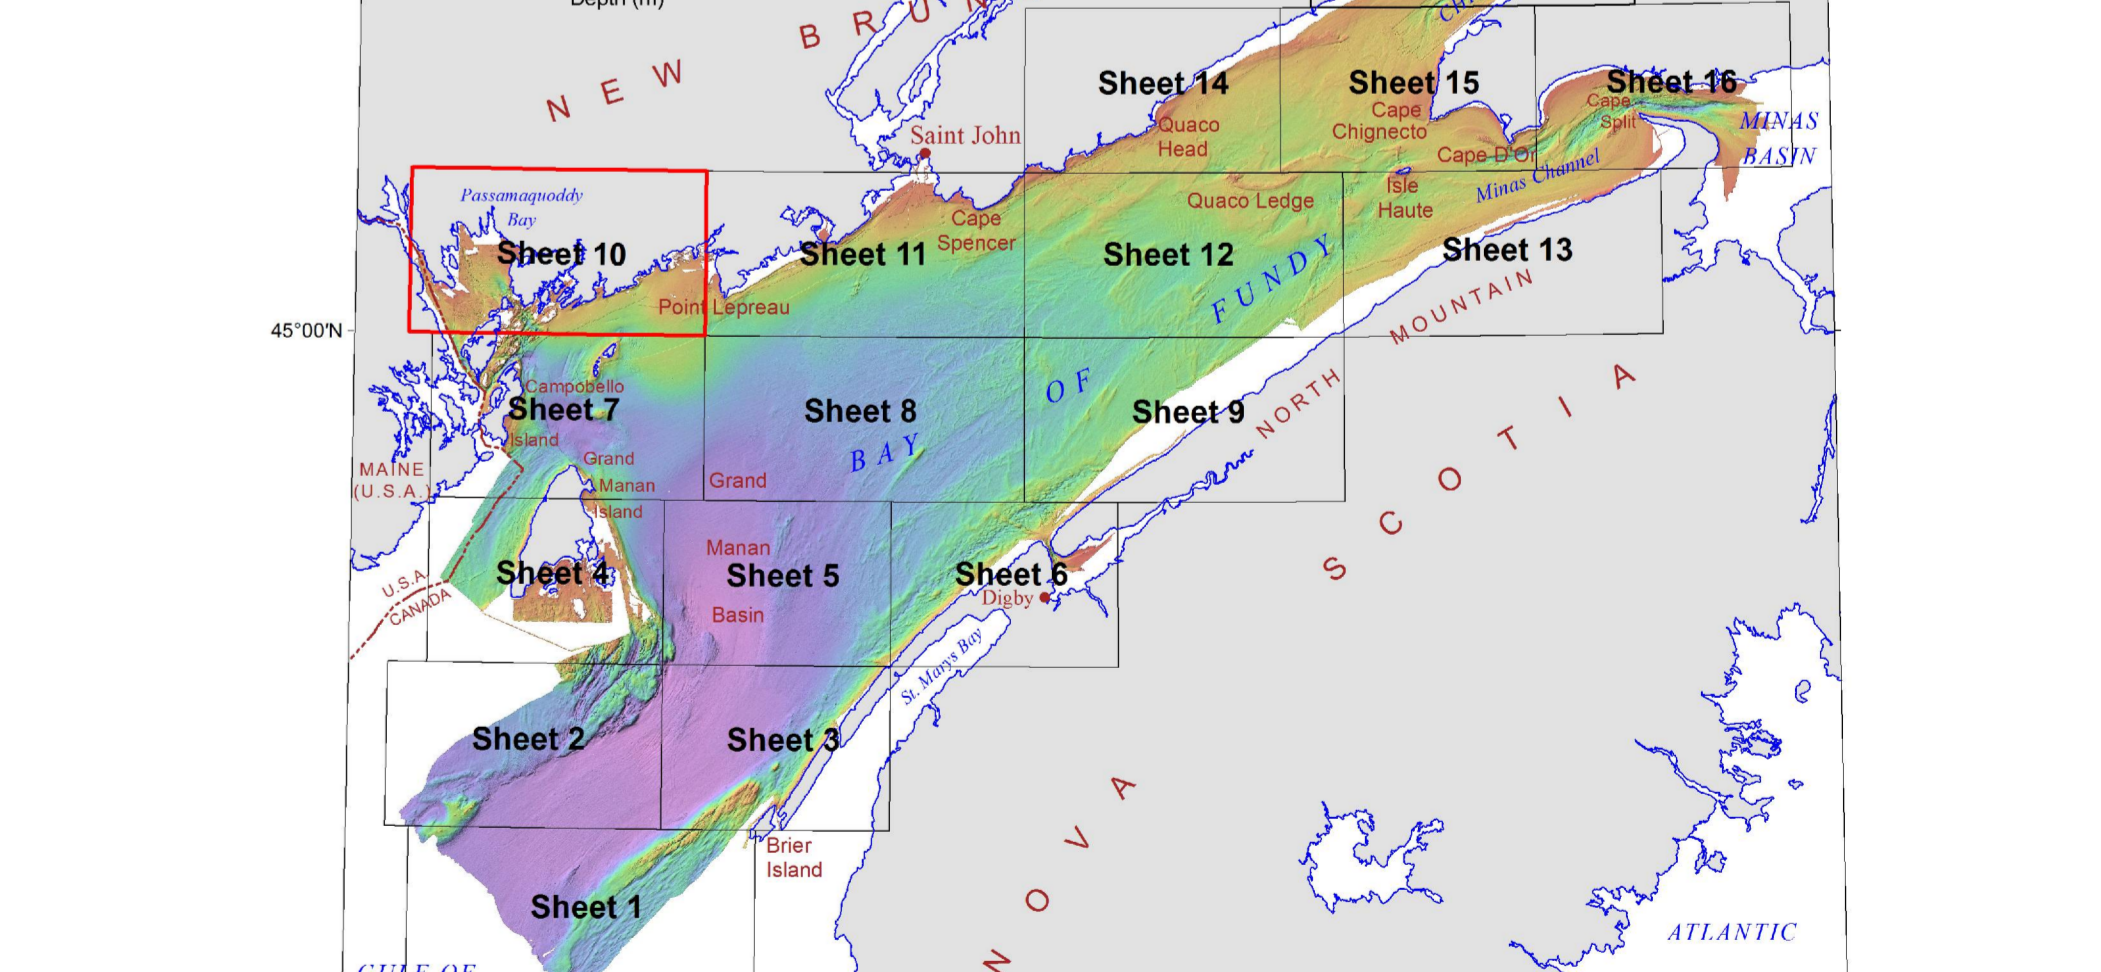 Depth (m)
NEW BRUN
Sheet 14
Sheet 15
Sheet 16
Cape
Split
MINAS
BASIN
Cape
Chignecto
Quaco
Head
Saint John
Cape D'Or
Minas Channel
Passamaquoddy
Bay
Isle
Haute
Quaco Ledge
Cape
Spencer
Sheet 10
Sheet 11
Sheet 12
Sheet 13
Point Lepreau
45°00'N
BAY OF FUNDY
NORTH MOUNTAIN
Campobello
Island
Sheet 7
Sheet 8
Sheet 9
Grand
Manan
Island
MAINE
(U.S.A.)
Grand
Manan
Basin
U.S.A.
CANADA
Sheet 4
Sheet 5
Sheet 6
Digby
St. Marys Bay
NOVA SCOTIA
Sheet 2
Sheet 3
Brier
Island
Sheet 1
ATLANTIC
GULF OF